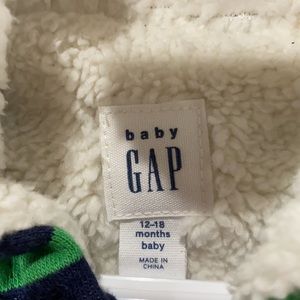 baby
GAP
12-18
months
baby
MADE IN
CHINA